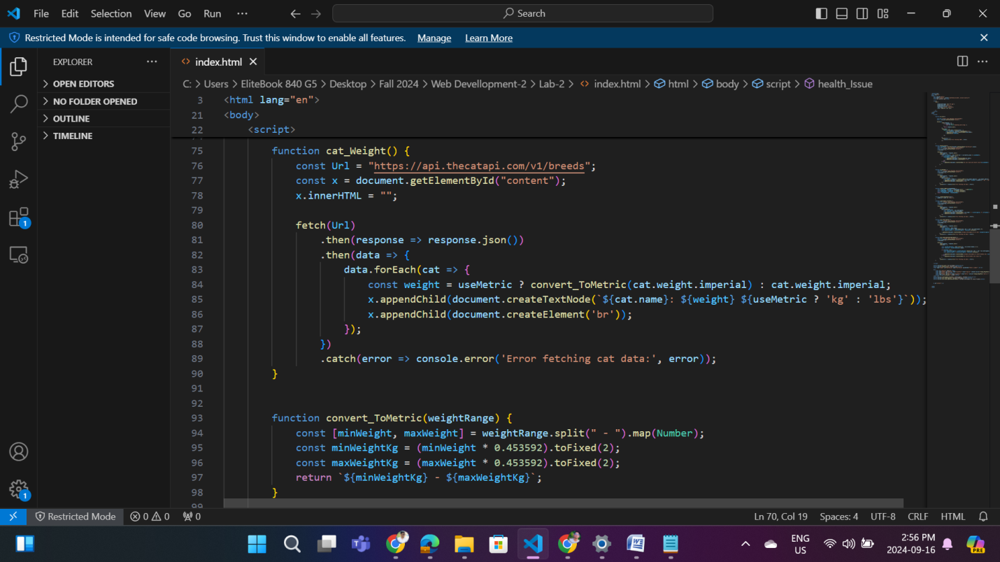 File Edit Selection View Go Run ··· Search
Restricted Mode is intended for safe code browsing. Trust this window to enable all features. Manage Learn More
EXPLORER ···
index.html
OPEN EDITORS
NO FOLDER OPENED
OUTLINE
TIMELINE
C: > Users > EliteBook 840 G5 > Desktop > Fall 2024 > Web Devellopment-2 > Lab-2 > index.html > html > body > script > health_Issue
3 <html lang="en">
21 <body>
22 <script>
75 function cat_Weight() {
76 const Url = "https://api.thecatapi.com/v1/breeds";
77 const x = document.getElementById("content");
78 x.innerHTML = "";
79
80 fetch(Url)
81 .then(response => response.json())
82 .then(data => {
83 data.forEach(cat => {
84 const weight = useMetric ? convert_ToMetric(cat.weight.imperial) : cat.weight.imperial;
85 x.appendChild(document.createTextNode(`${cat.name}: ${weight} ${useMetric ? 'kg' : 'lbs'}`));
86 x.appendChild(document.createElement('br'));
87 });
88 })
89 .catch(error => console.error('Error fetching cat data:', error));
90 }
91
92
93 function convert_ToMetric(weightRange) {
94 const [minWeight, maxWeight] = weightRange.split(" - ").map(Number);
95 const minWeightKg = (minWeight * 0.453592).toFixed(2);
96 const maxWeightKg = (maxWeight * 0.453592).toFixed(2);
97 return `${minWeightKg} - ${maxWeightKg}`;
98 }
99
1
1
Restricted Mode 0 0 0 Ln 70, Col 19 Spaces: 4 UTF-8 CRLF HTML
ENG
US
2:56 PM
2024-09-16
PRE